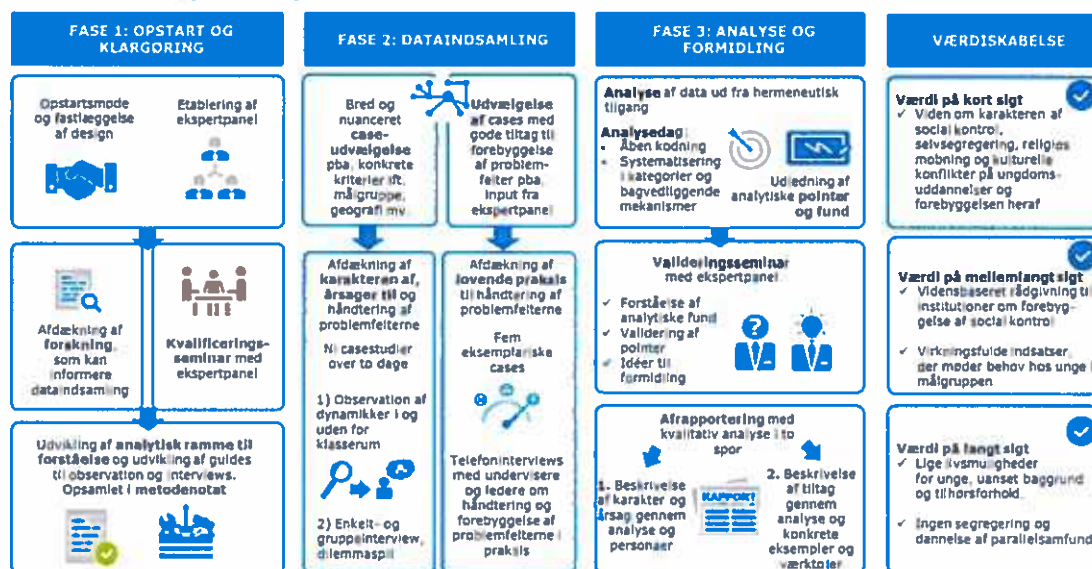 FASE 1: OPSTART OG
KLARGØRING
Opstartsmøde
og fastlæggelse
af design
Etablering af
ekspertpanel
Afdækning af
forskning,
som kan
informere
dataindsamling
Kvalificerings-
seminar med
ekspertpanel
Udvikling af analytisk ramme til
forståelse og udvikling af guides
til observation og interviews.
Opsamlet i metodenotat
FASE 2: DATAINDSAMLING
Bred og
nuanceret
case-
udvælgelse
pba. konkrete
kriterier ift.
målgruppe,
geografi mv.
Udvælgelse
af cases med
gode tiltag til
forebyggelse
af problem-
felter pba.
input fra
ekspertpanel
Afdækning af
karakteren af,
årsager til og
håndtering af
problemfelterne
Ni casestudier
over to dage
1) Observation af
dynamikker i og
uden for
klasserum
2) Enkelt- og
gruppeinterview,
dilemmaspil
Afdækning af
lovende praksis
til håndtering af
problemfelterne
Fem
eksemplariske
cases
Telefoninterviews
med undervisere
og ledere om
håndtering og
forebyggelse af
problemfelterne i
praksis
FASE 3: ANALYSE OG
FORMIDLING
Analyse af data ud fra hermeneutisk
tilgang
Analysedag:
• Åben kodning
• Systematisering
i kategorier og
bagvedliggende
mekanismer
Udledning af
analytiske pointer
og fund
Valideringsseminar
med ekspertpanel
✓ Forståelse af
analytiske fund
✓ Validering af
pointer
✓ Idéer til
formidling
Afrapportering med
kvalitativ analyse i to
spor
1. Beskrivelse
af karakter og
årsag gennem
analyse og
personaer
RAPPORT
2. Beskrivelse
af tiltag
gennem
analyse og
konkrete
eksempler og
værktøjer
VÆRDISKABELSE
Værdi på kort sigt
✓ Viden om karakteren af
social kontrol,
selvsegregering, religiøs
mobning og kulturelle
konflikter på ungdoms-
uddannelser og
forebyggelsen heraf
Værdi på mellemlangt sigt
✓ Vidensbaseret rådgivning til
institutioner om forebyg-
gelse af social kontrol
✓ Virkningsfulde indsatser,
der møder behov hos unge i
målgruppen
Værdi på langt sigt
✓ Lige livsmuligheder
for unge, uanset baggrund
og tilhørsforhold
✓ Ingen segregering og
dannelse af parallelsamfund